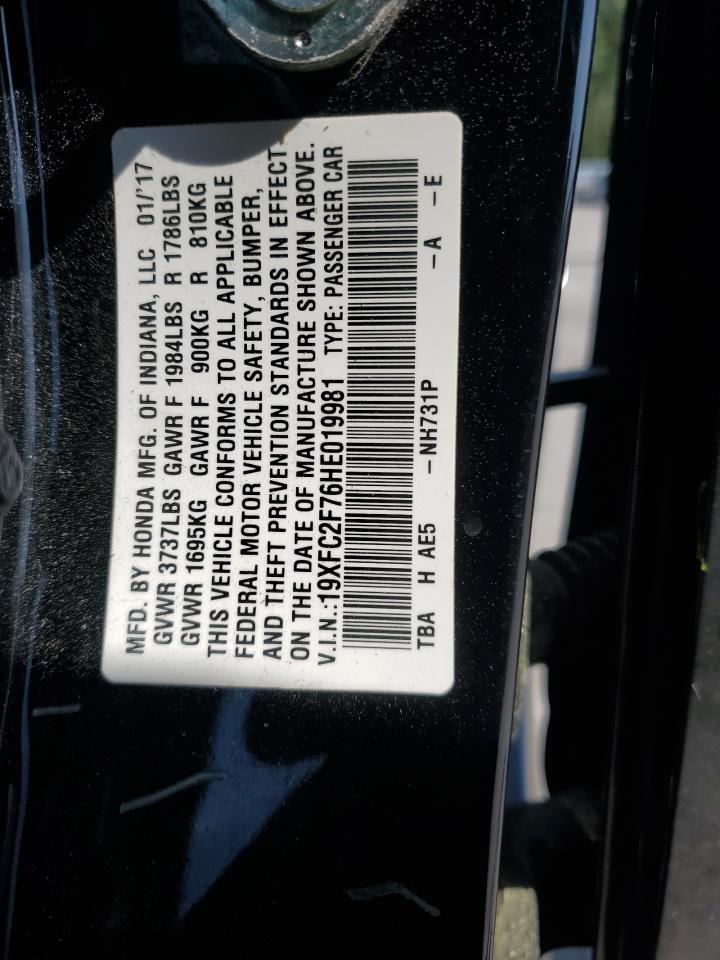 MFD. BY HONDA MFG. OF INDIANA, LLC 01/'17
GVWR 3737LBS GAWR F 1984LBS R 1786LBS
GVWR 1695KG GAWR F 900KG R 810KG
THIS VEHICLE CONFORMS TO ALL APPLICABLE
FEDERAL MOTOR VEHICLE SAFETY, BUMPER,
AND THEFT PREVENTION STANDARDS IN EFFECT
ON THE DATE OF MANUFACTURE SHOWN ABOVE.
V.I.N.:19XFC2F76HE019981 TYPE: PASSENGER CAR
TBA H AE5 -NH731P -A -E